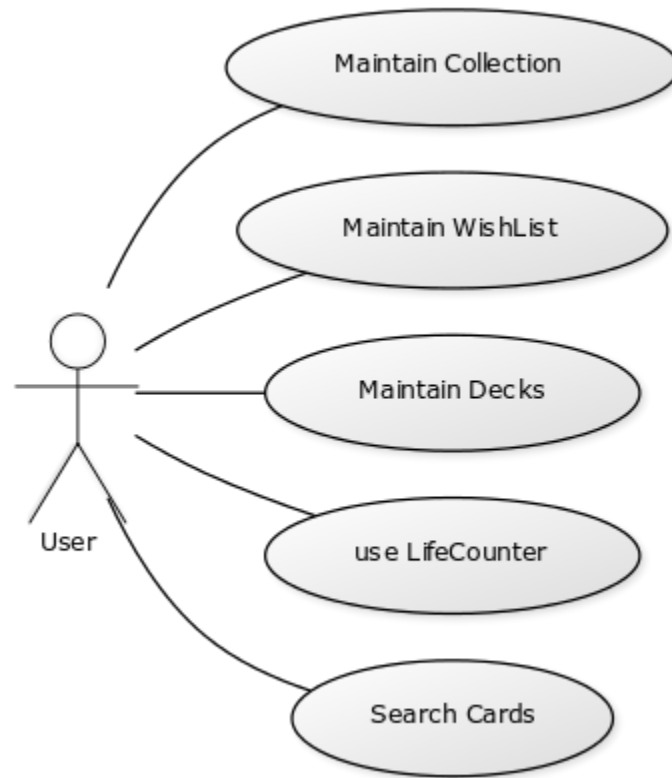 Maintain Collection
Maintain WishList
Maintain Decks
use LifeCounter
User
Search Cards